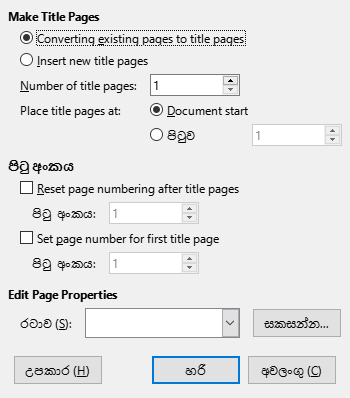 Make Title Pages
Converting existing pages to title pages
Insert new title pages
Number of title pages: 1
Place title pages at: Document start
පිටුව 1
පිටු අංකය
Reset page numbering after title pages
පිටු අංකය: 1
Set page number for first title page
පිටු අංකය: 1
Edit Page Properties
රටාව (S): සකසන්න...
උපකාර (H) හරි අවලංගු (C)